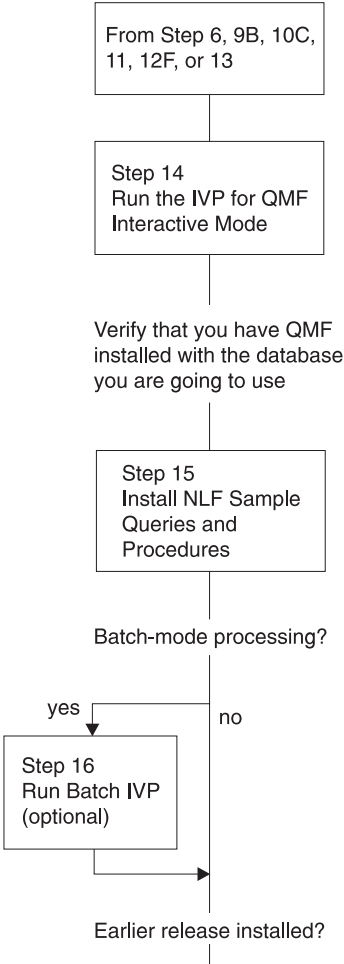 From Step 6, 9B, 10C,
11, 12F, or 13
Step 14
Run the IVP for QMF
Interactive Mode
Verify that you have QMF
installed with the database
you are going to use
Step 15
Install NLF Sample
Queries and
Procedures
Batch-mode processing?
yes
no
Step 16
Run Batch IVP
(optional)
Earlier release installed?